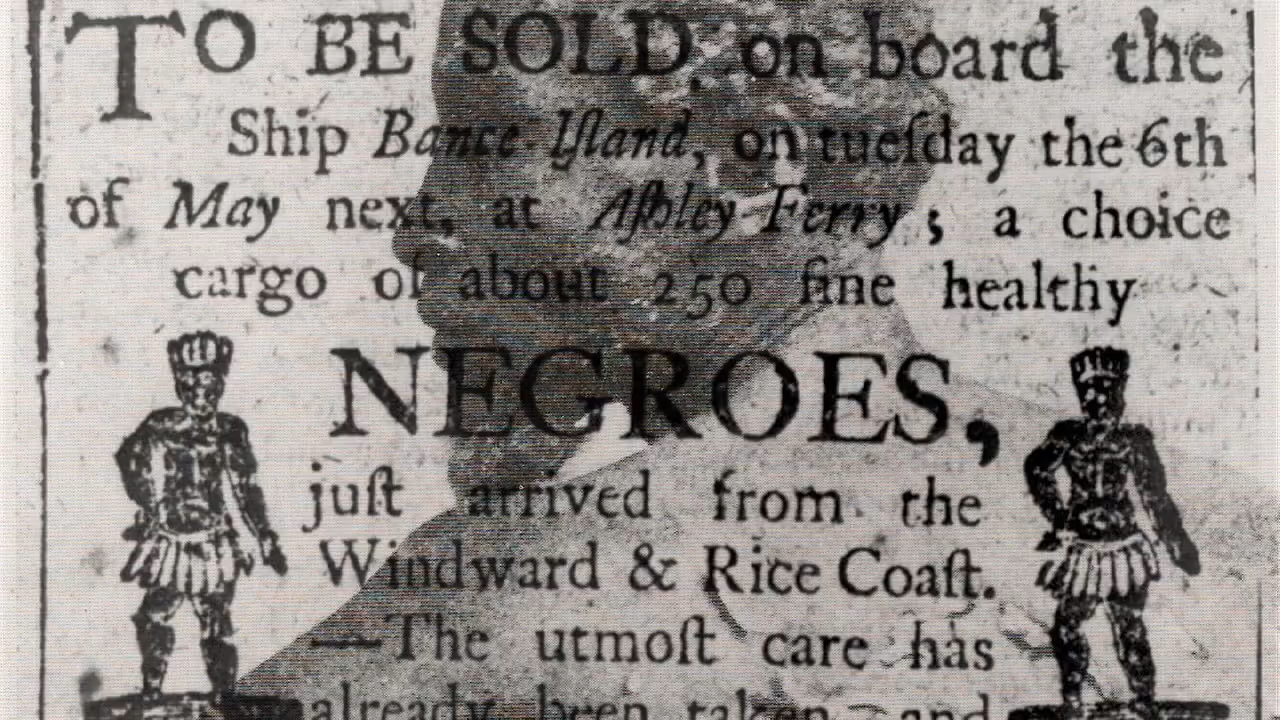 TO BE SOLD, on board the
Ship Bance Iſland, on tueſday the 6th
of May next, at Aſhley Ferry; a choice
cargo of about 250 fine healthy
NEGROES,
juſt arrived from the
Windward & Rice Coaſt.
—The utmoſt care has
already been taken, and